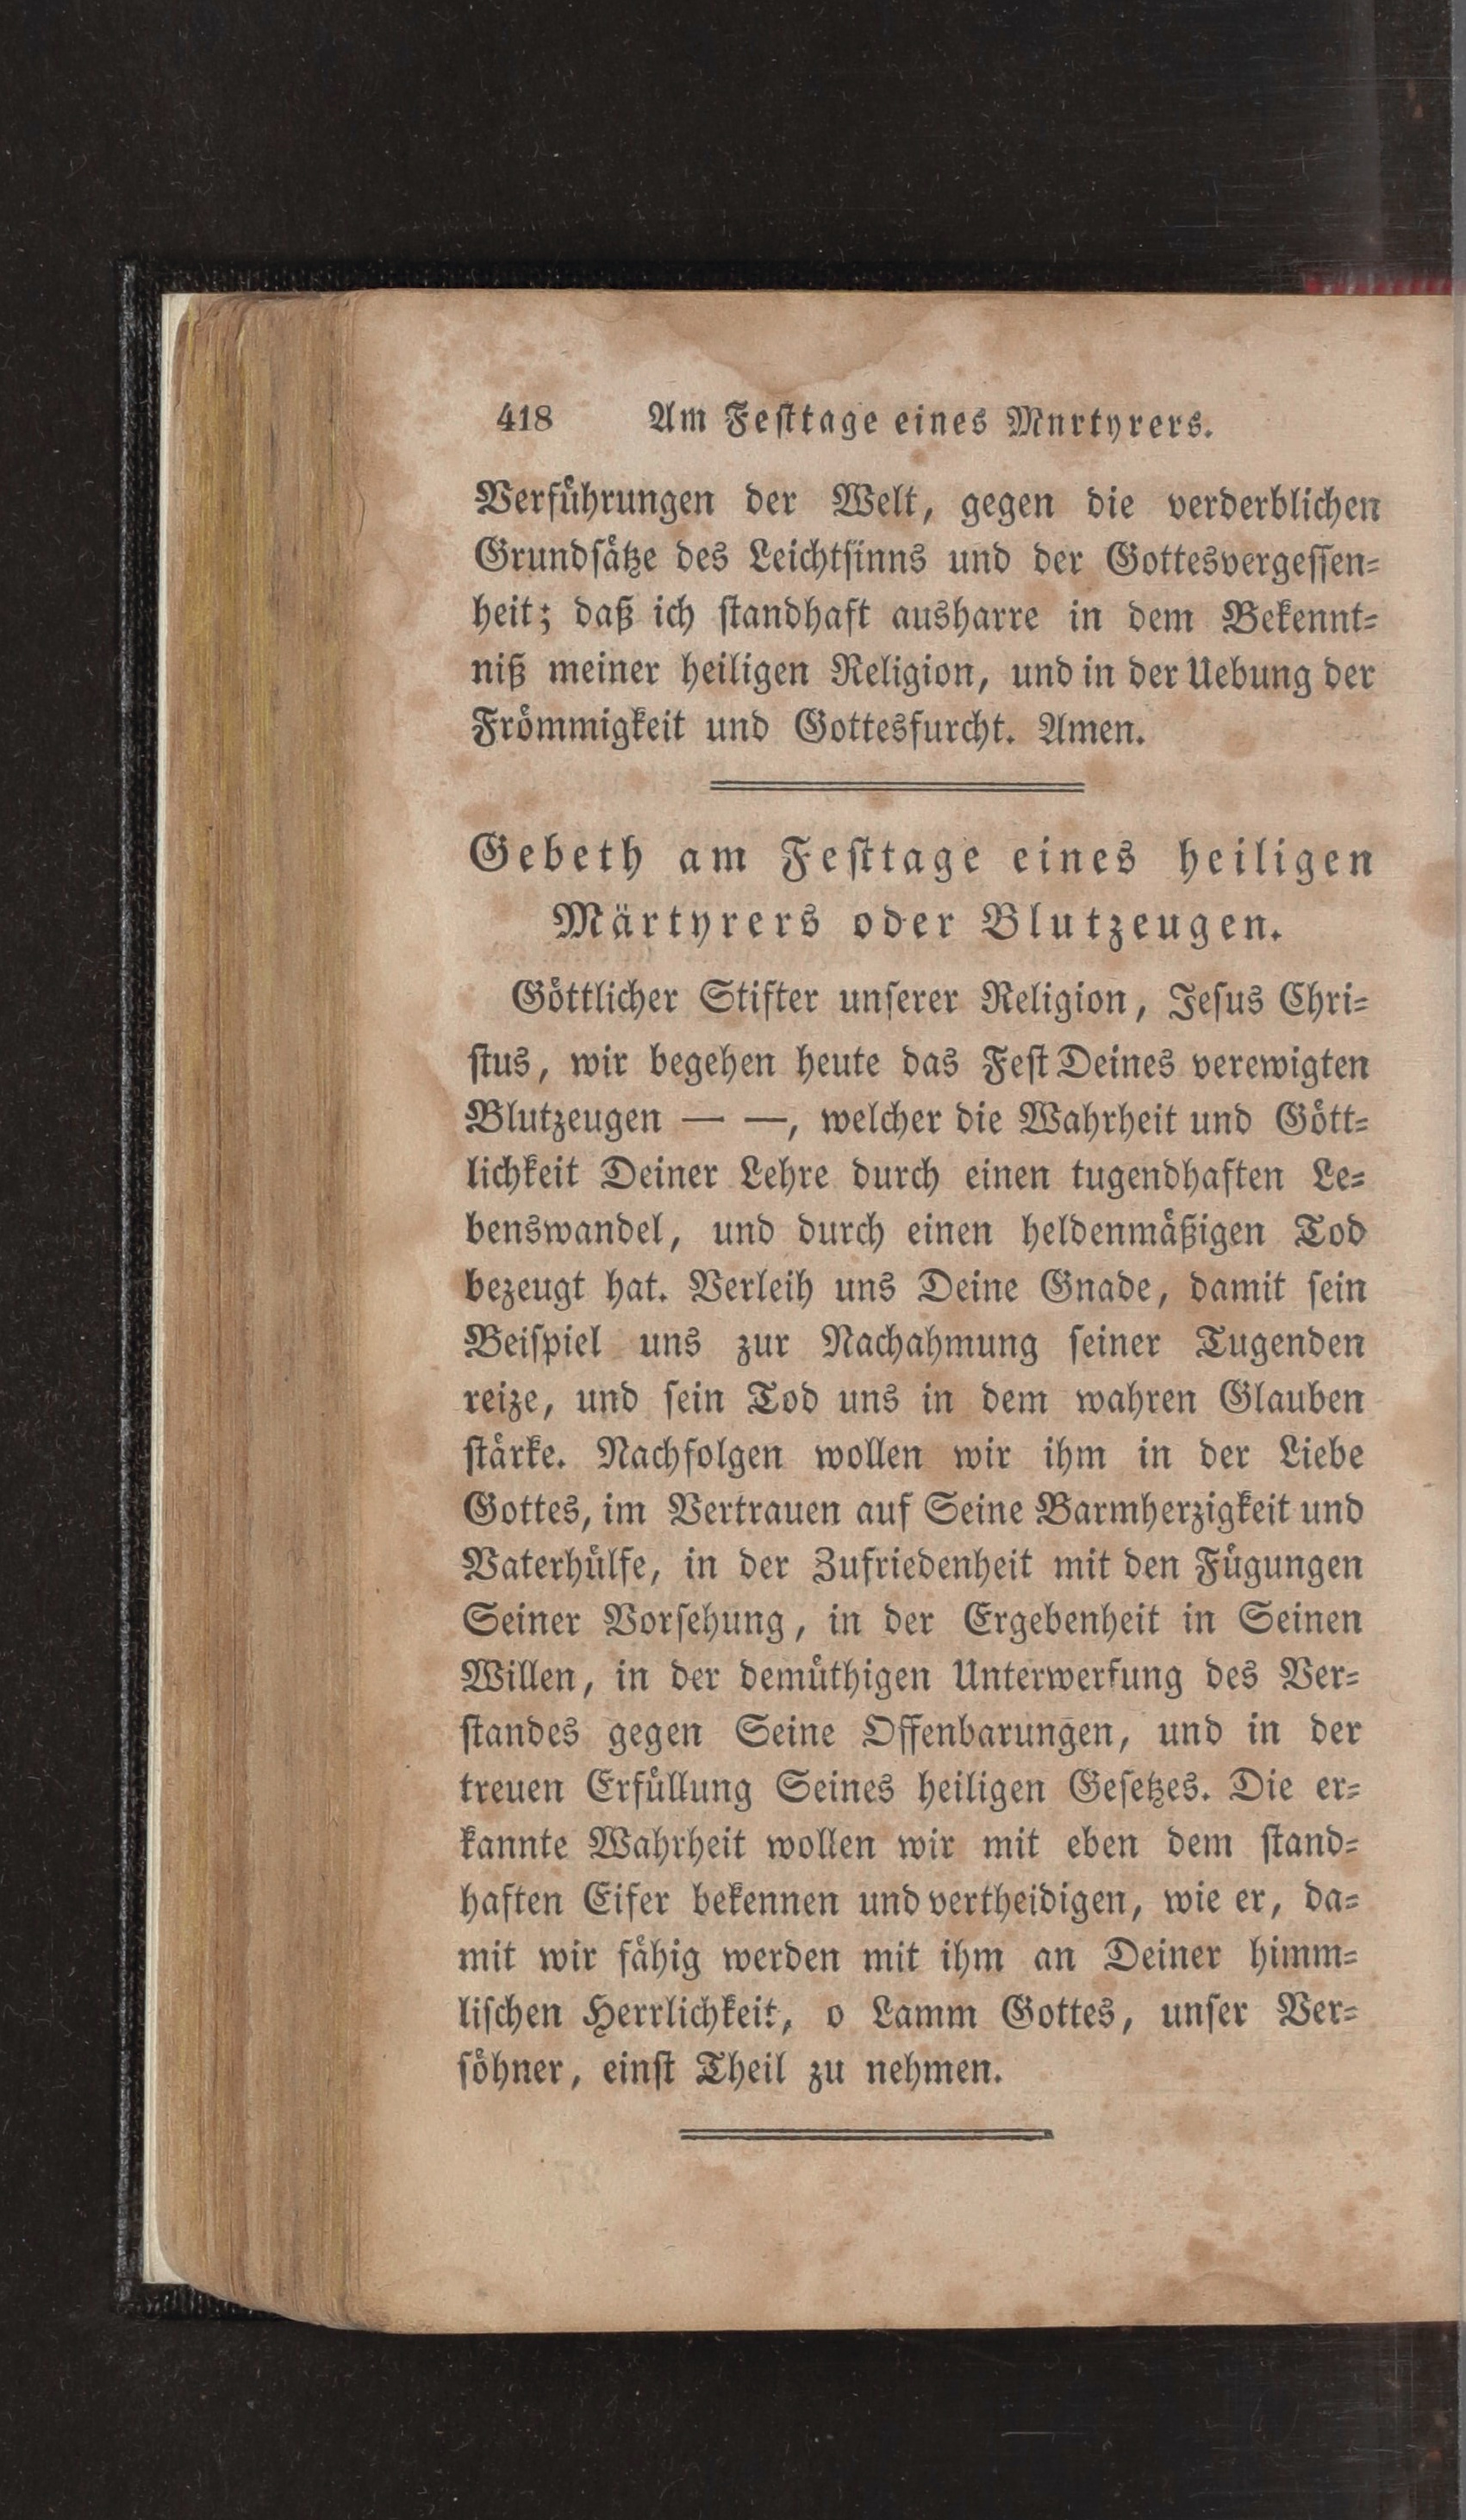 418 Am Feſttage eines Mnrtyrers.
Verführungen der Welt, gegen die verderblichen
Grundſätze des Leichtſinns und der Gottesvergeſſen=
heit; daß ich ſtandhaft ausharre in dem Bekennt=
niß meiner heiligen Religion, und in der Uebung der
Frömmigkeit und Gottesfurcht. Amen.
Gebeth am Feſttage eines heiligen
Märtyrers oder Blutzeugen.
Göttlicher Stifter unſerer Religion, Jeſus Chri=
ſtus, wir begehen heute das Feſt Deines verewigten
Blutzeugen — —, welcher die Wahrheit und Gött=
lichkeit Deiner Lehre durch einen tugendhaften Le=
benswandel, und durch einen heldenmäßigen Tod
bezeugt hat. Verleih uns Deine Gnade, damit ſein
Beiſpiel uns zur Nachahmung ſeiner Tugenden
reize, und ſein Tod uns in dem wahren Glauben
ſtärke. Nachfolgen wollen wir ihm in der Liebe
Gottes, im Vertrauen auf Seine Barmherzigkeit und
Vaterhülfe, in der Zufriedenheit mit den Fügungen
Seiner Vorſehung, in der Ergebenheit in Seinen
Willen, in der demüthigen Unterwerfung des Ver=
ſtandes gegen Seine Offenbarungen, und in der
treuen Erfüllung Seines heiligen Geſetzes. Die er=
kannte Wahrheit wollen wir mit eben dem ſtand=
haften Eifer bekennen und vertheidigen, wie er, da=
mit wir fähig werden mit ihm an Deiner himm=
liſchen Herrlichkeit, o Lamm Gottes, unſer Ver=
ſöhner, einſt Theil zu nehmen.